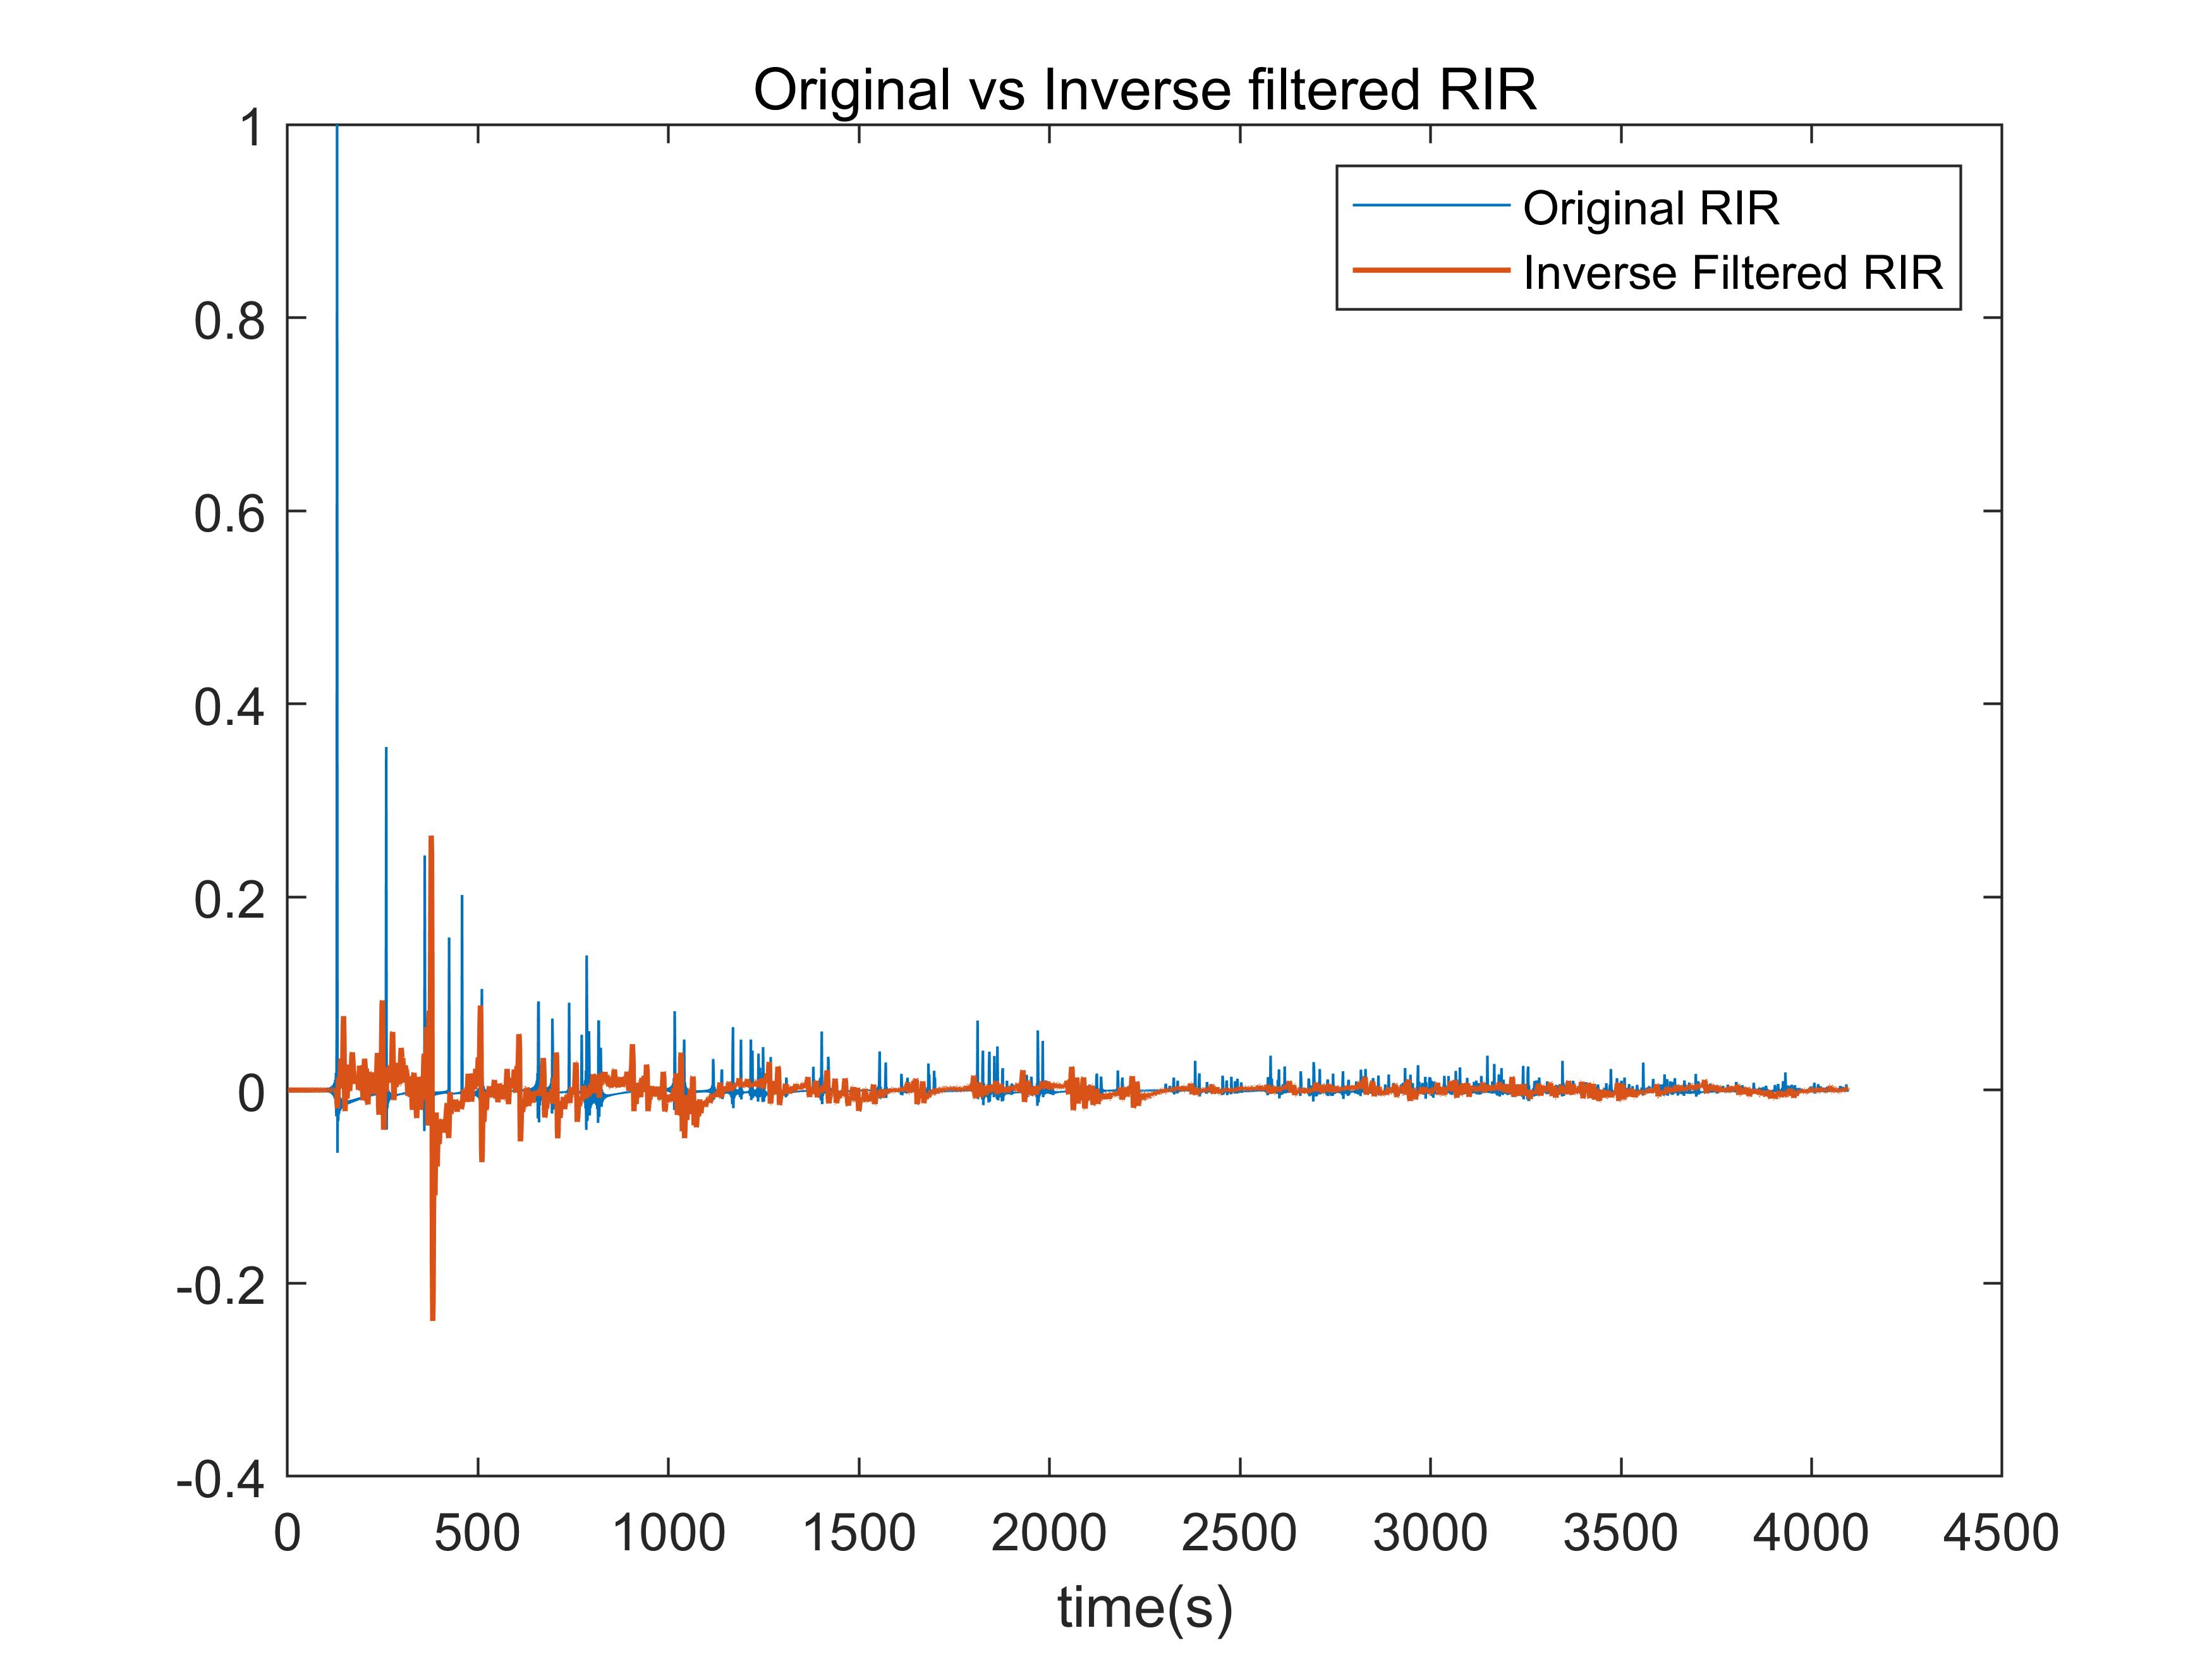 Original vs Inverse filtered RIR
1
0.8
0.6
0.4
0.2
0
-0.2
-0.4
Original RIR
Inverse Filtered RIR
0 500 1000 1500 2000 2500 3000 3500 4000 4500
time(s)